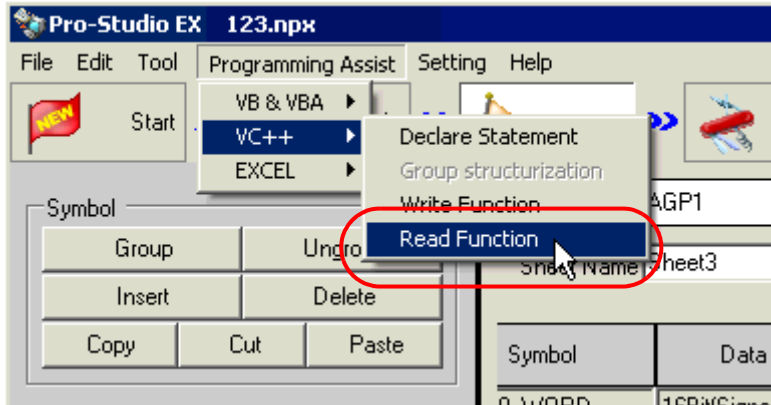 Pro-Studio EX 123.npx
File Edit Tool Programming Assist Setting Help
NEW Start
VB & VBA
VC++
EXCEL
Declare Statement
Group structurization
Write Function
Read Function
Symbol
Group
Insert Delete
Copy Cut Paste
AGP1
Sheet Name Sheet3
Symbol Data